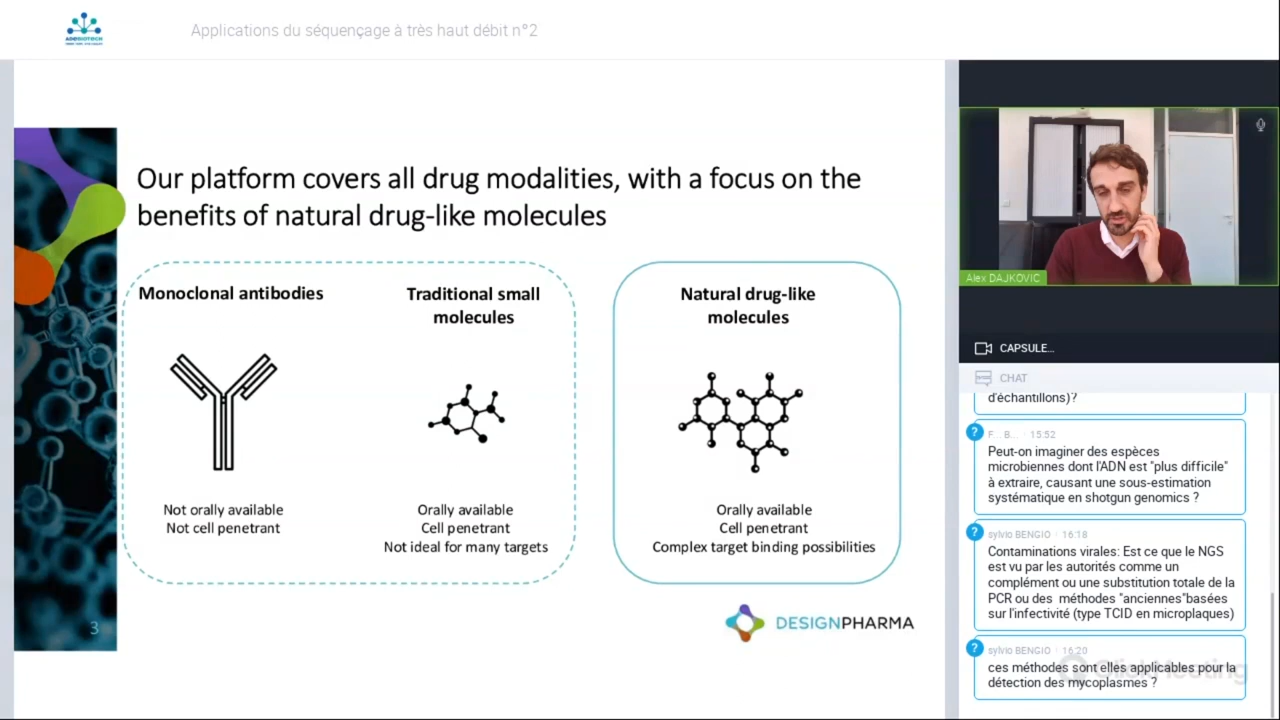 ADEBIOTECH
Applications du séquençage à très haut débit n°2
Our platform covers all drug modalities, with a focus on the
benefits of natural drug-like molecules
Monoclonal antibodies
Not orally available
Not cell penetrant
Traditional small
molecules
Orally available
Cell penetrant
Not ideal for many targets
Natural drug-like
molecules
Orally available
Cell penetrant
Complex target binding possibilities
3
DESIGNPHARMA
Alex DAJKOVIC
CAPSULE...
CHAT
d'échantillons)?
? F... B... 15:52
Peut-on imaginer des espèces
microbiennes dont l'ADN est "plus difficile"
à extraire, causant une sous-estimation
systématique en shotgun genomics ?
? sylvio BENGIO 16:18
Contaminations virales: Est ce que le NGS
est vu par les autorités comme un
complément ou une substitution totale de la
PCR ou des méthodes "anciennes"basées
sur l'infectivité (type TCID en microplaques)
? sylvio BENGIO 16:20
ces méthodes sont elles applicables pour la
détection des mycoplasmes ?
ClickMeeting